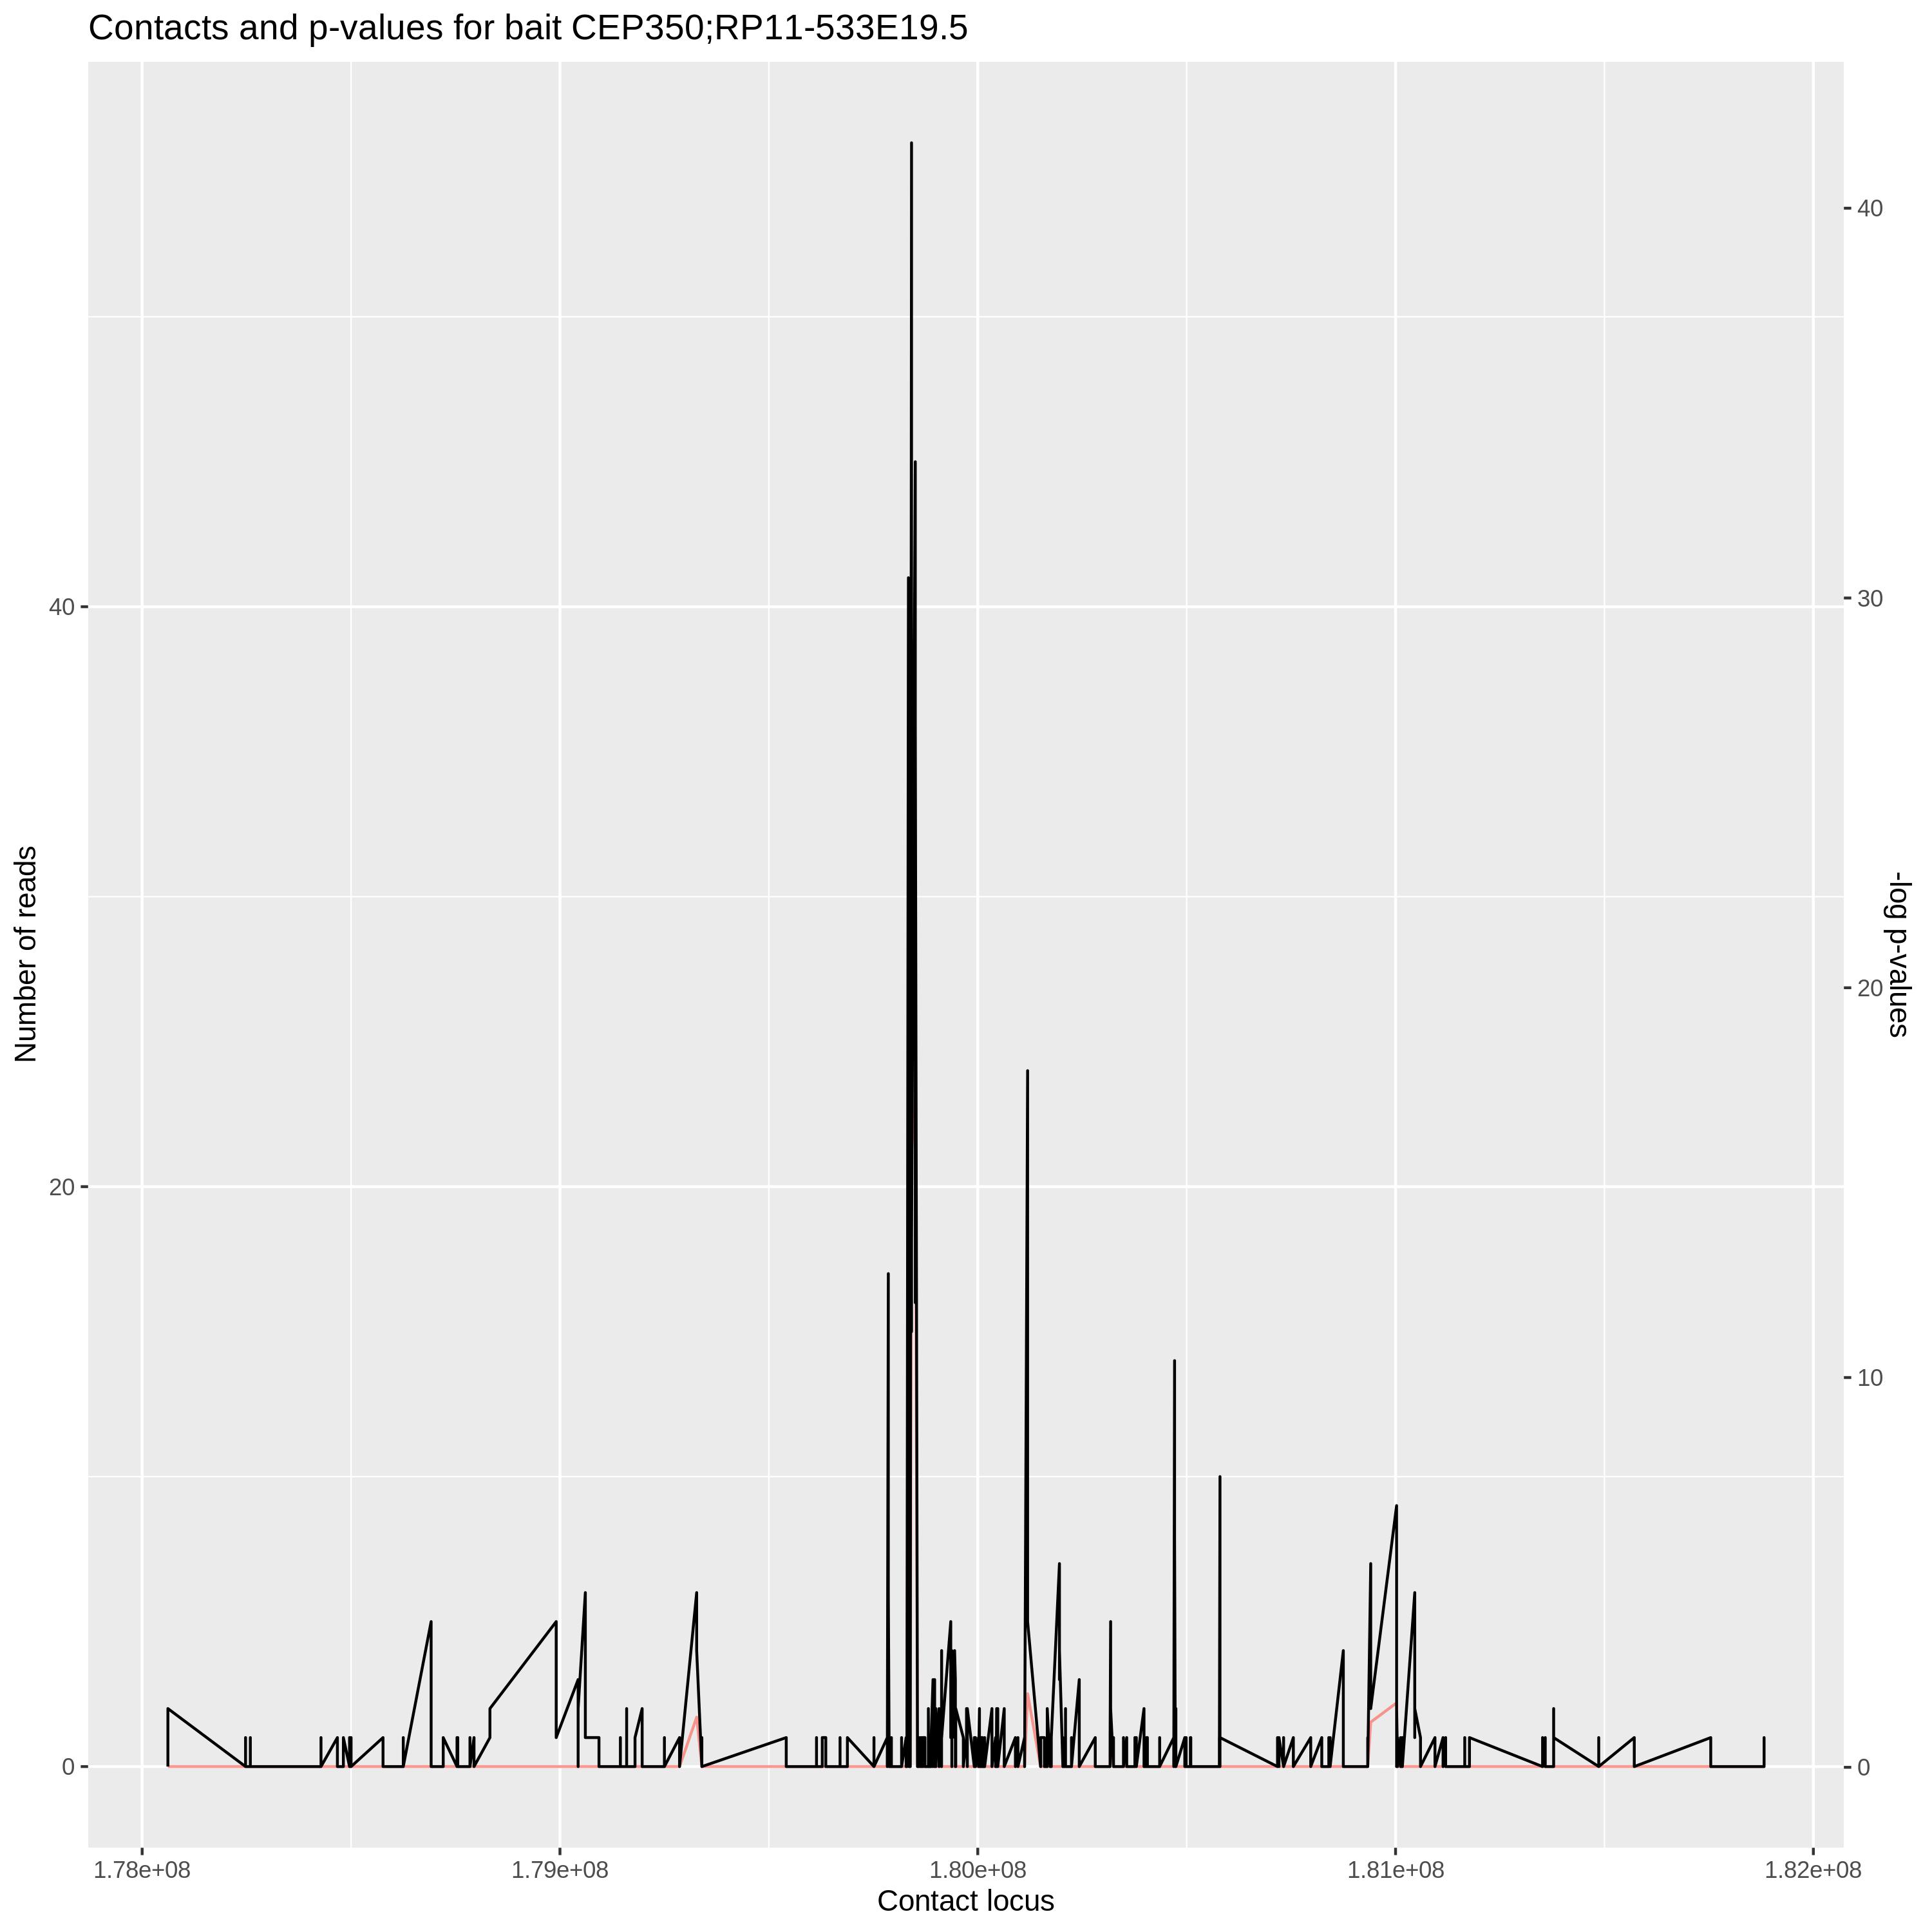 Contacts and p-values for bait CEP350;RP11-533E19.5
Number of reads
40
20
0
40
30
20
10
0
-log p-values
1.78e+08
1.79e+08
1.80e+08
1.81e+08
1.82e+08
Contact locus